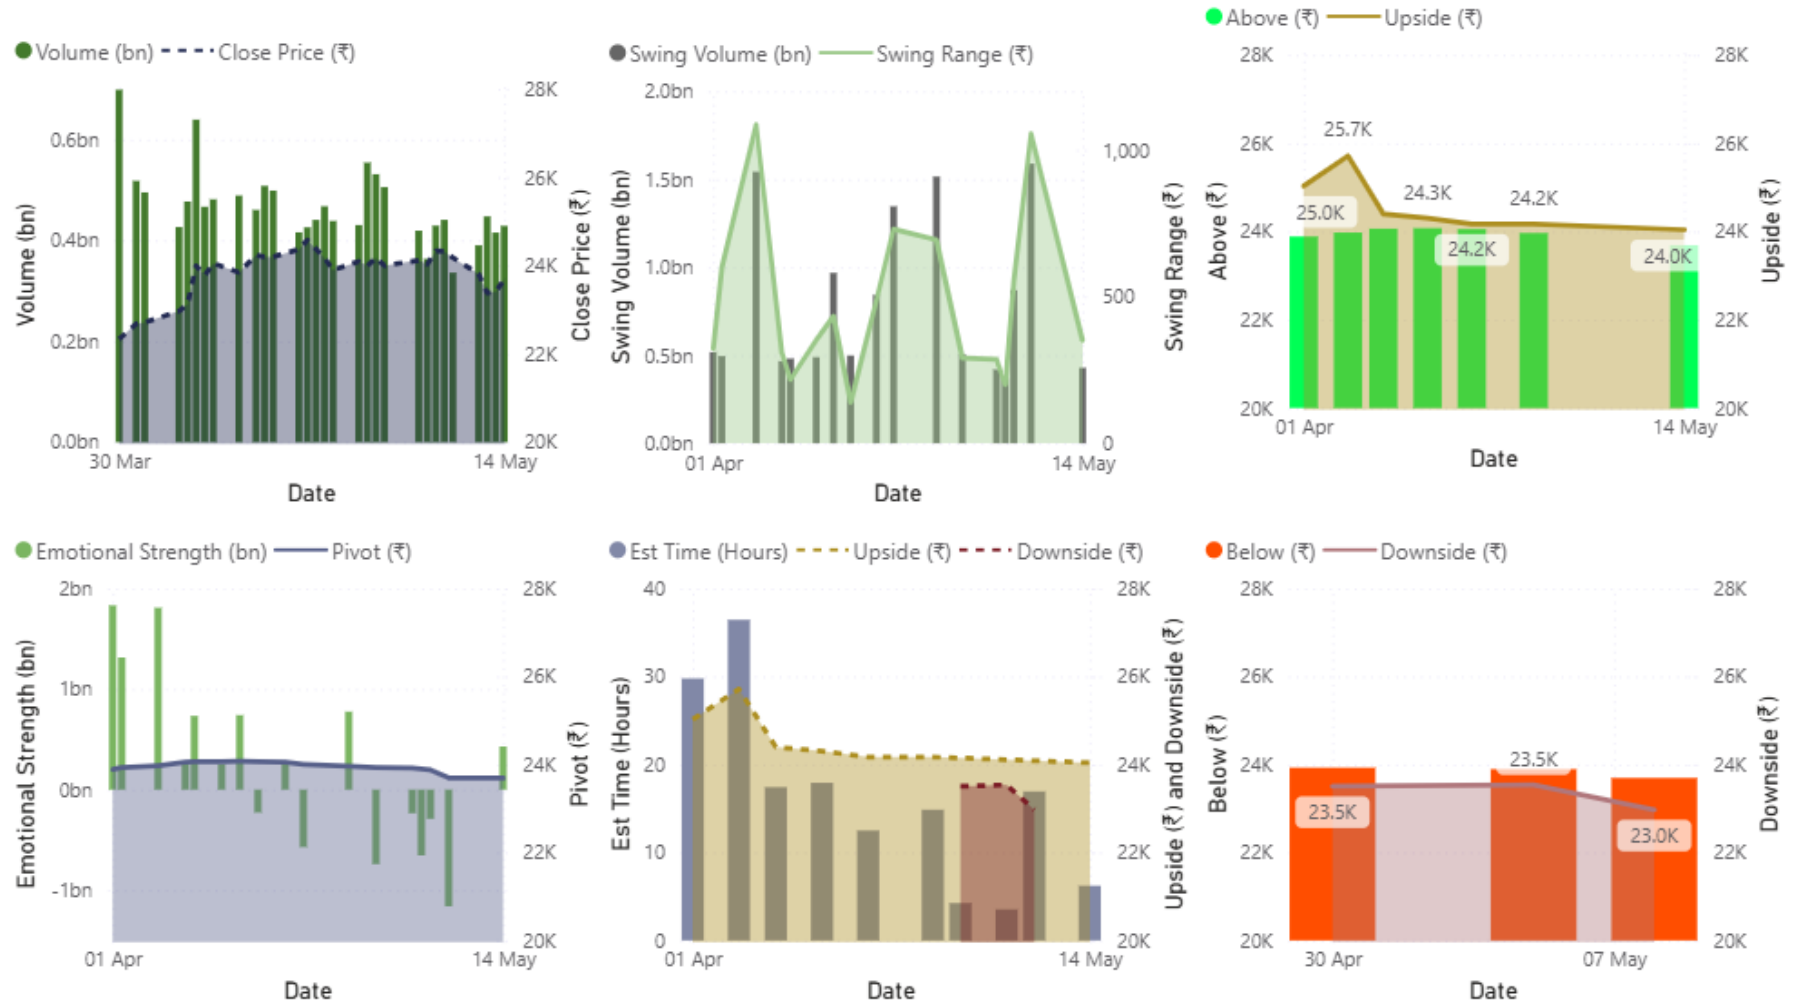 Volume (bn) Close Price (₹)
28K
0.6bn
26K
0.4bn
24K
0.2bn
22K
0.0bn
20K
30 Mar 14 May
Date
Volume (bn)
Close Price (₹)
Swing Volume (bn) Swing Range (₹)
2.0bn
1.5bn
1,000
1.0bn
500
0.5bn
0.0bn
0
01 Apr 14 May
Date
Swing Volume (bn)
Swing Range (₹)
Above (₹) Upside (₹)
28K 28K
25.7K
26K 26K
24.3K 24.2K
25.0K
24K 24K
24.2K 24.0K
22K 22K
20K 20K
01 Apr 14 May
Date
Above (₹)
Upside (₹)
Emotional Strength (bn) Pivot (₹)
2bn 28K
1bn 26K
0bn 24K
-1bn 22K
20K
01 Apr 14 May
Date
Emotional Strength (bn)
Pivot (₹)
Est Time (Hours) Upside (₹) Downside (₹)
40 28K
30 26K
20 24K
10 22K
0 20K
01 Apr 14 May
Date
Est Time (Hours)
Upside (₹) and Downside (₹)
Below (₹) Downside (₹)
28K 28K
26K 26K
24K 23.5K 24K
23.5K 23.0K
22K 22K
20K 20K
30 Apr 07 May
Date
Below (₹)
Downside (₹)